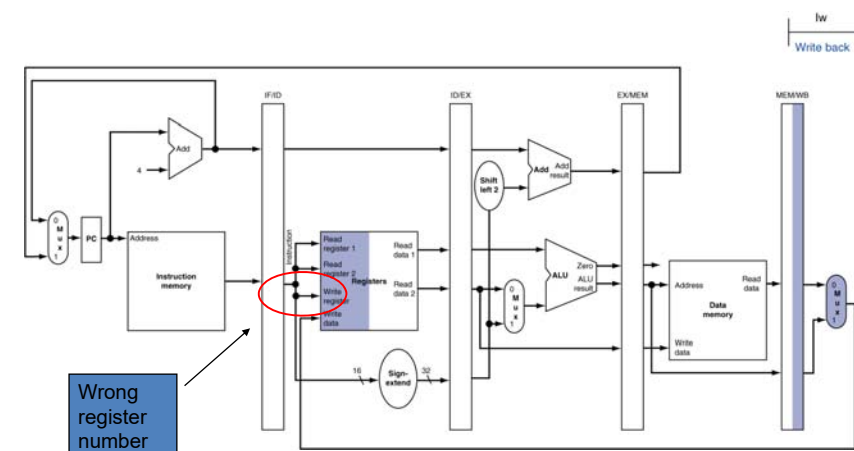 lw
Write back
IF/ID
ID/EX
EX/MEM
MEM/WB
Add
4
Shift
left 2
Add
Add
result
0
M
u
x
1
PC
Address
Instruction
memory
Instruction
Read
register 1
Read
register 2
Write
register
Write
data
Registers
Read
data 1
Read
data 2
0
M
u
x
1
Zero
ALU
ALU
result
Address
Read
data
Data
memory
Write
data
0
M
u
x
1
16
Sign-
extend
32
Wrong
register
number